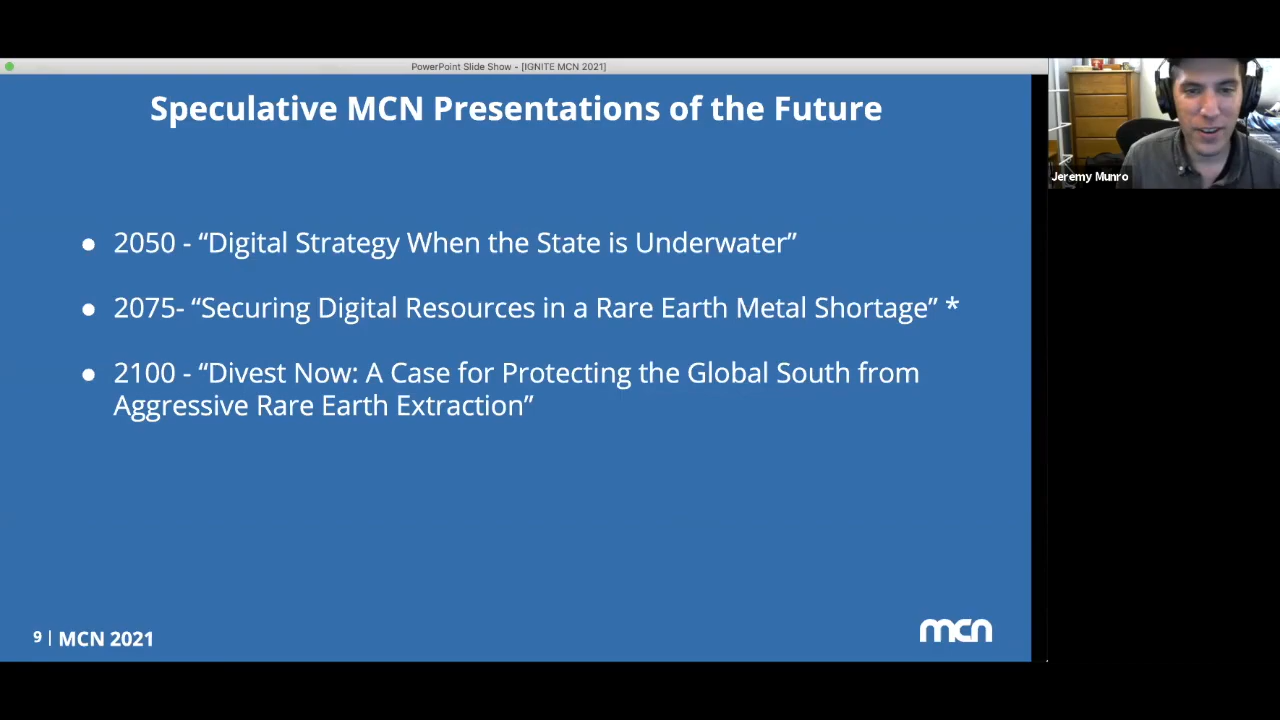 PowerPoint Slide Show - [IGNITE MCN 2021]
Speculative MCN Presentations of the Future
Jeremy Munro
● 2050 - “Digital Strategy When the State is Underwater”
● 2075- “Securing Digital Resources in a Rare Earth Metal Shortage” *
● 2100 - “Divest Now: A Case for Protecting the Global South from
Aggressive Rare Earth Extraction”
9 | MCN 2021
mcn